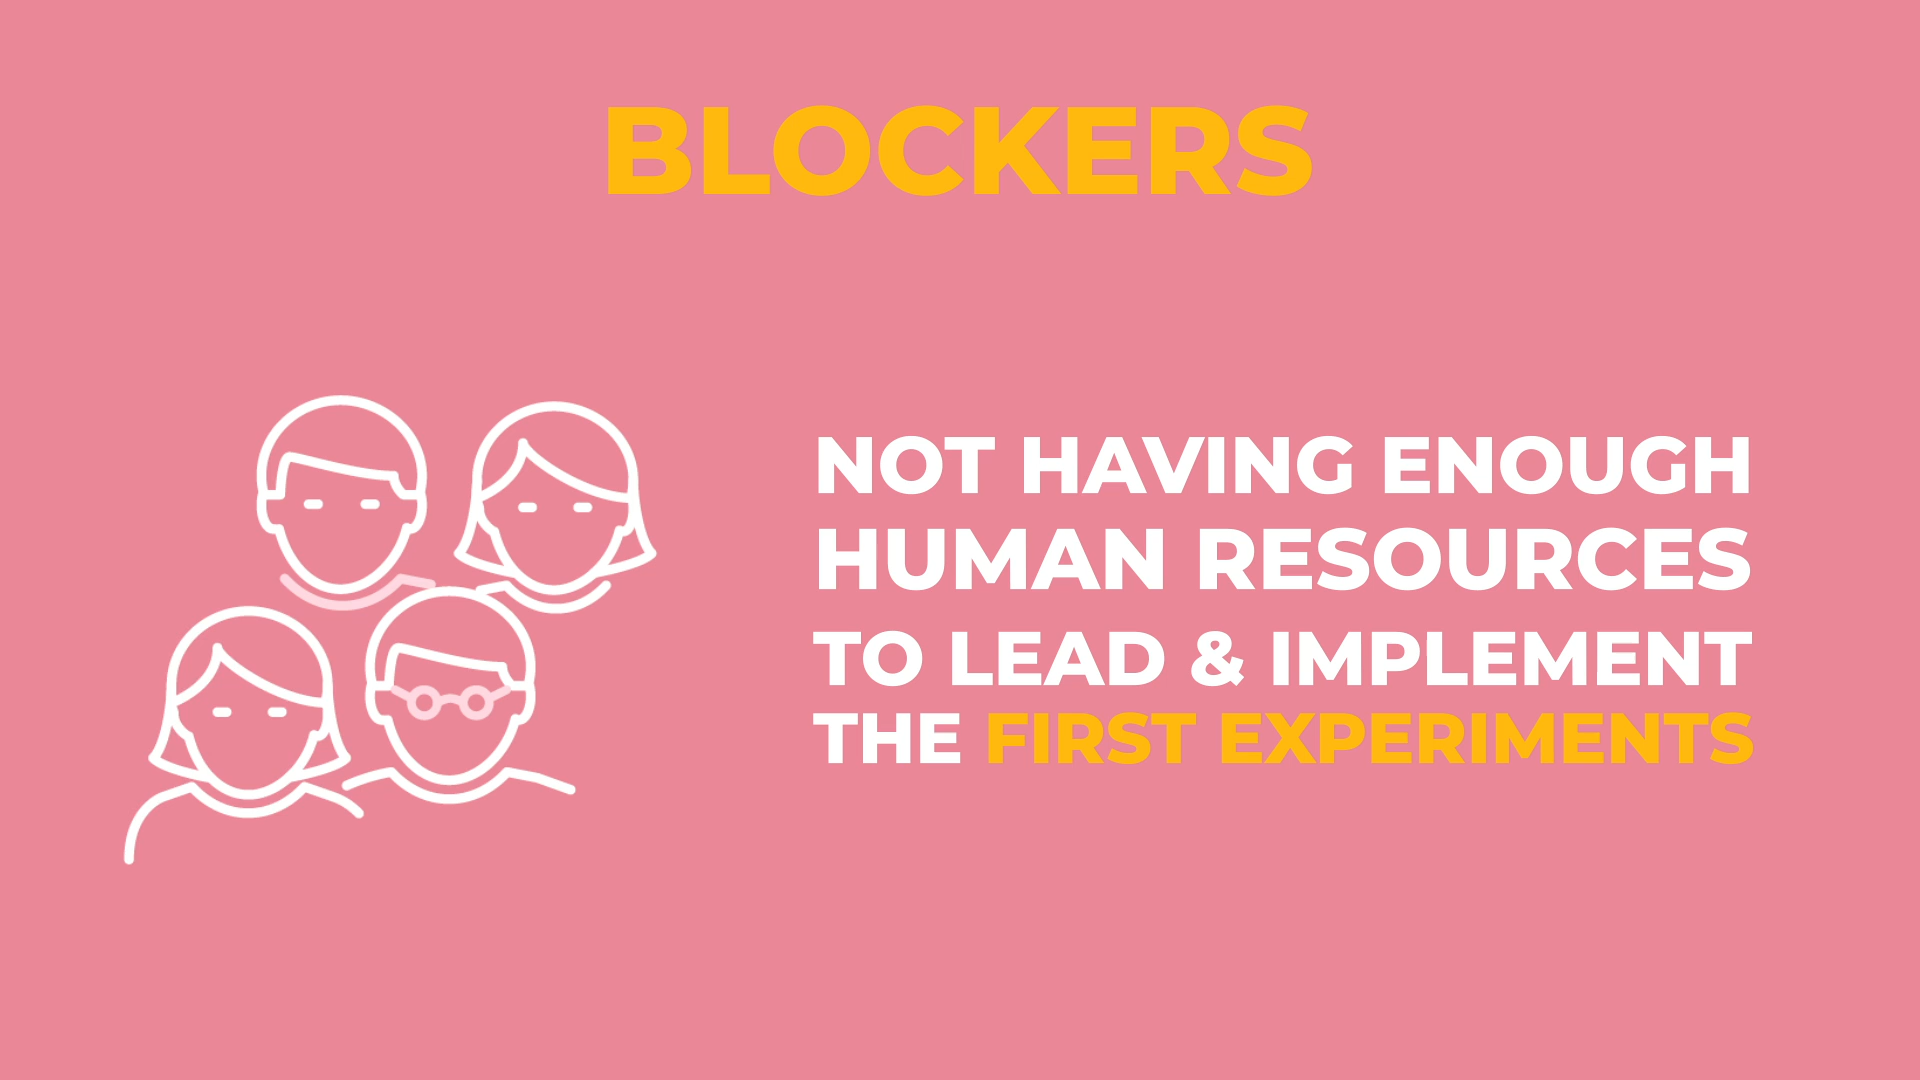 BLOCKERS
NOT HAVING ENOUGH
HUMAN RESOURCES
TO LEAD & IMPLEMENT
THE FIRST EXPERIMENTS